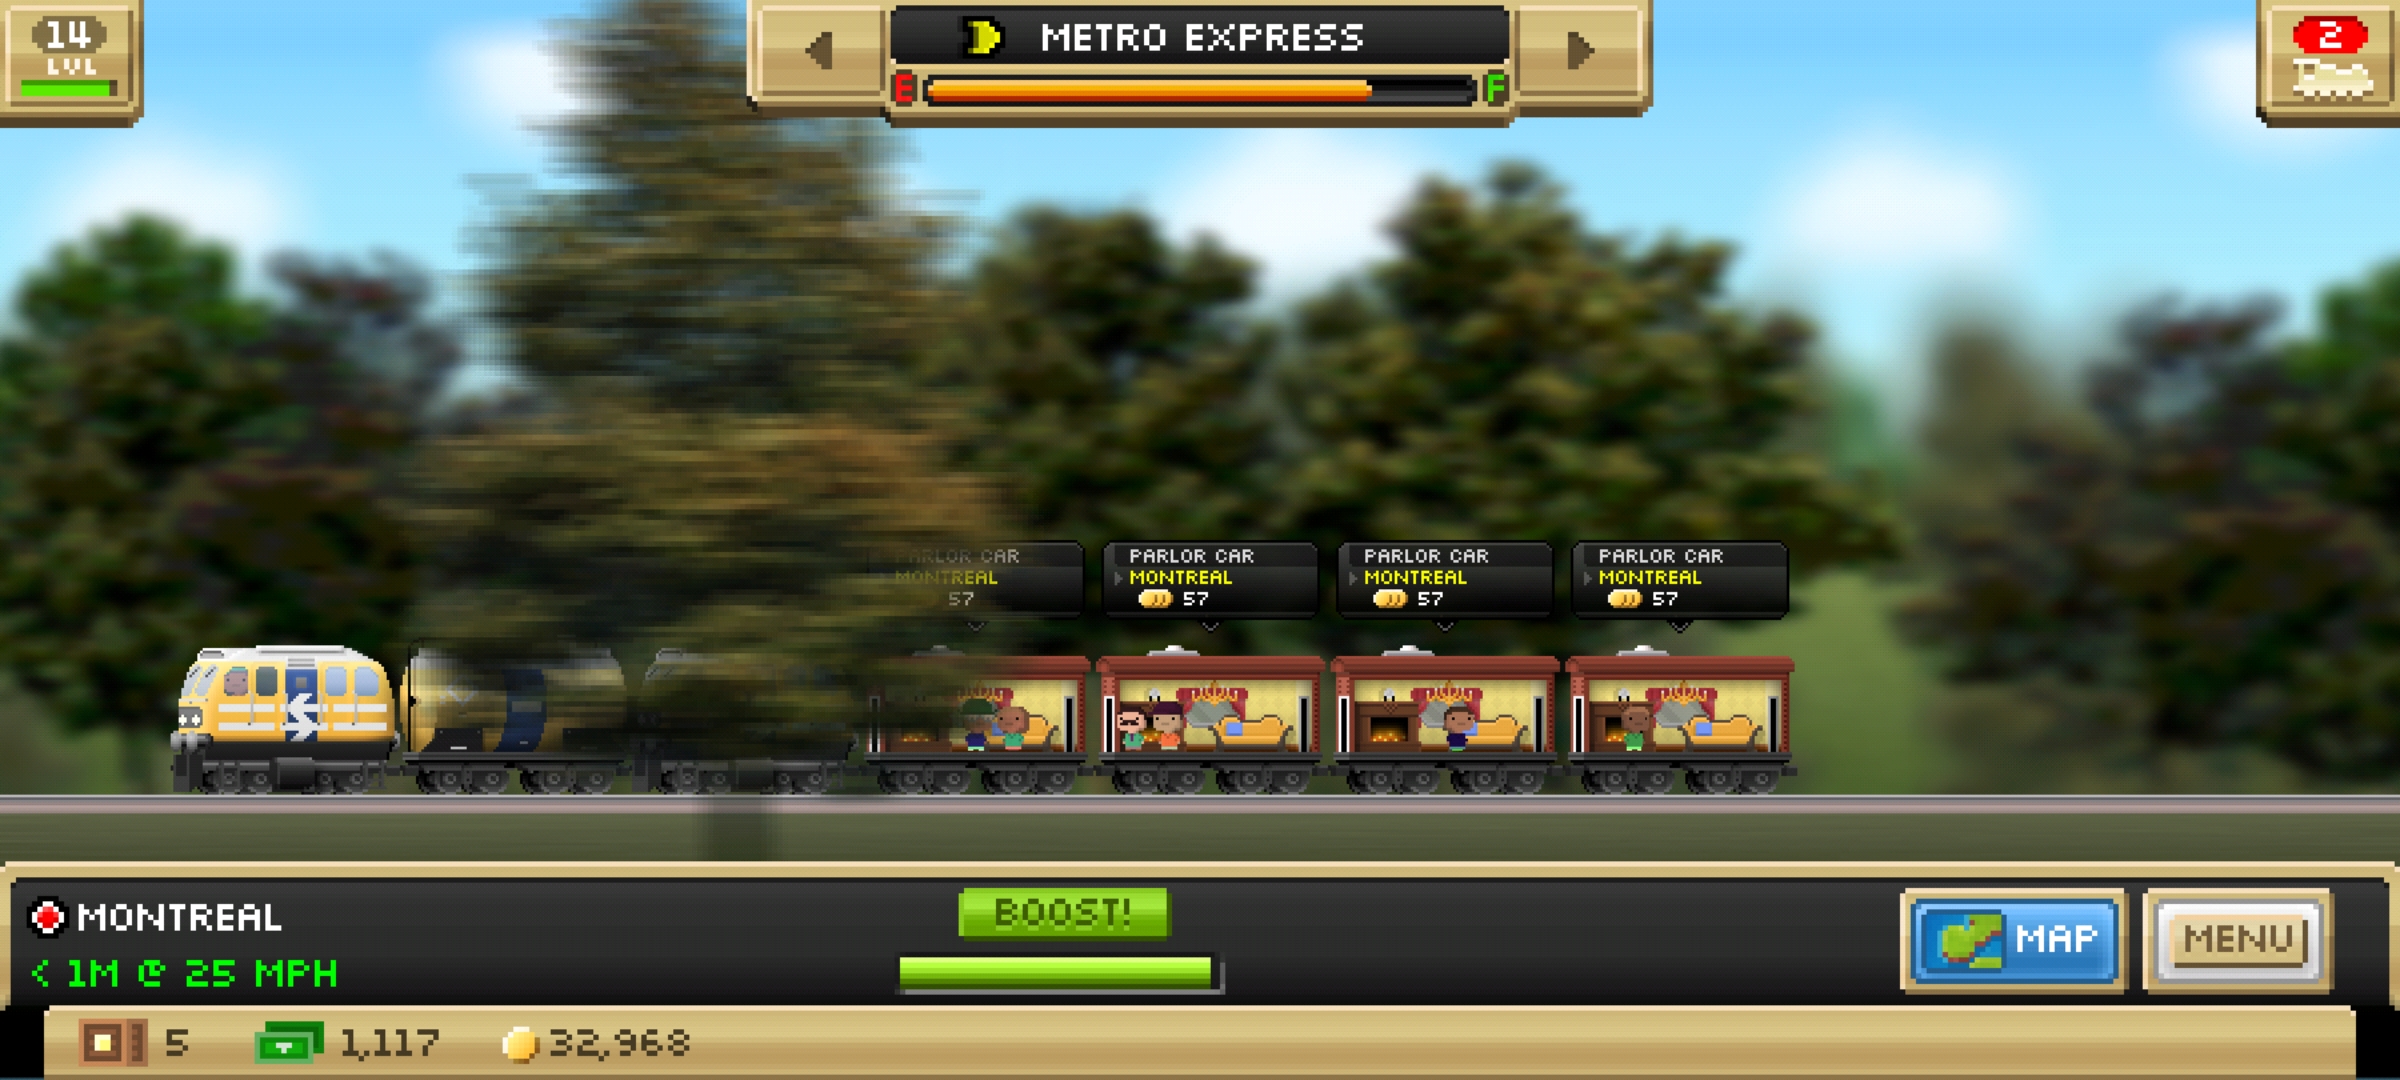 14
LVL
METRO EXPRESS
E F
2
PARLOR CAR
MONTREAL
57
PARLOR CAR
MONTREAL
57
PARLOR CAR
MONTREAL
57
PARLOR CAR
MONTREAL
57
MONTREAL
< 1M @ 25 MPH
BOOST!
MAP
MENU
5 1,117 32,968